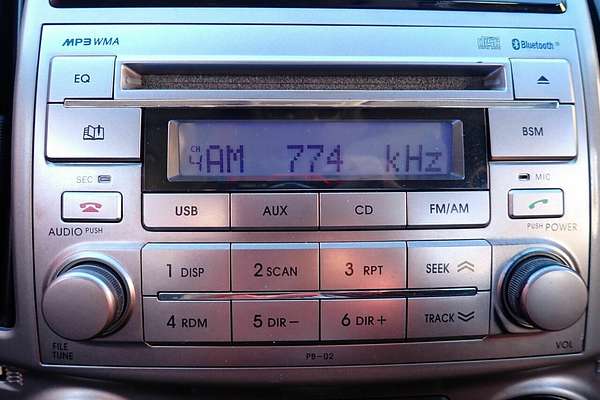 MP3 WMA
Bluetooth®
EQ
BSM
CH
4 AM 774 kHz
SEC
MIC
USB
AUX
CD
FM/AM
AUDIO PUSH
PUSH POWER
1 DISP
2 SCAN
3 RPT
SEEK
4 RDM
5 DIR-
6 DIR+
TRACK
FILE
TUNE
PB-02
VOL